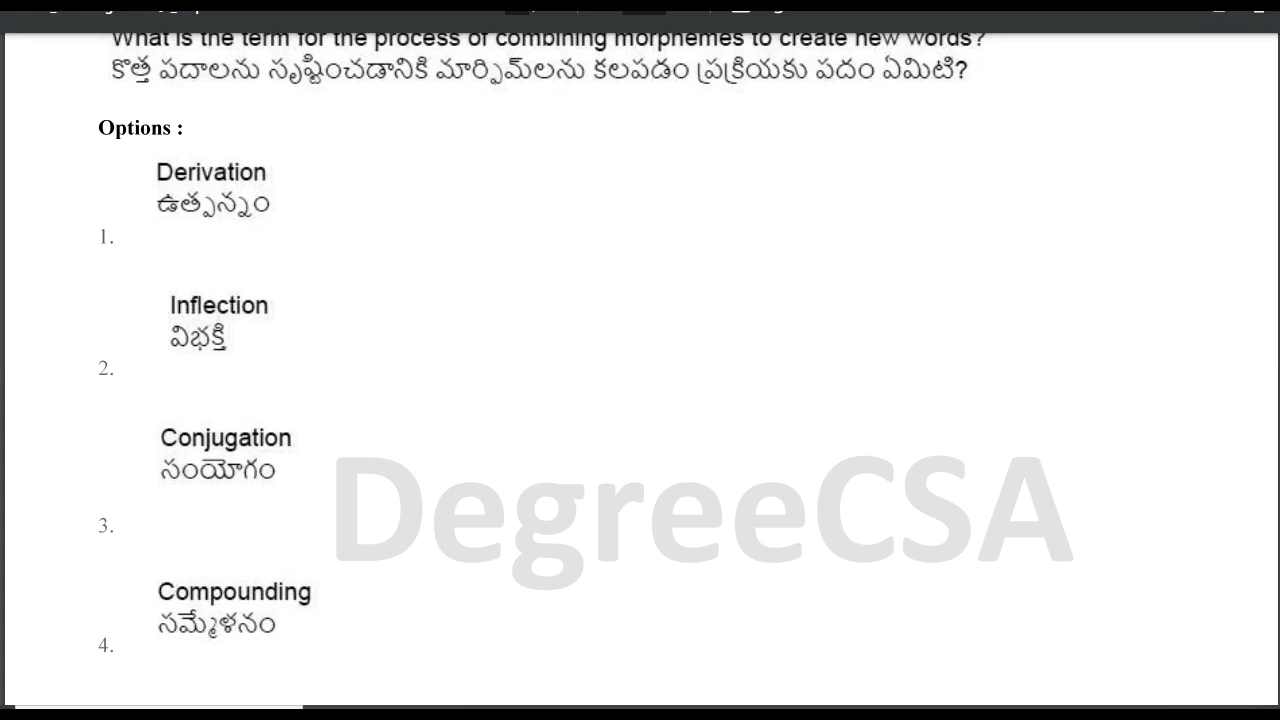 What is the term for the process of combining morphemes to create new words?
కొత్త పదాలను సృష్టించడానికి మార్ఫిమ్‌లను కలపడం ప్రక్రియకు పదం ఏమిటి?
Options :
Derivation
ఉత్పన్నం
1.
Inflection
విభక్తి
2.
Conjugation
సంయోగం
3.
DegreeCSA
Compounding
సమ్మేళనం
4.